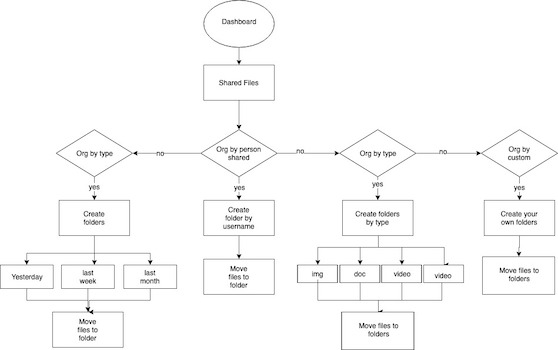 Dashboard
Shared Files
Org by type
no
Org by person
shared
no
Org by type
no
Org by
custom
yes
yes
yes
yes
Create
folders
Create
folder by
username
Create folders
by type
Create your
own folders
Yesterday
last
week
last
month
Move
files to
folder
img
doc
video
video
Move files to
folders
Move
files to
folder
Move files to
folders